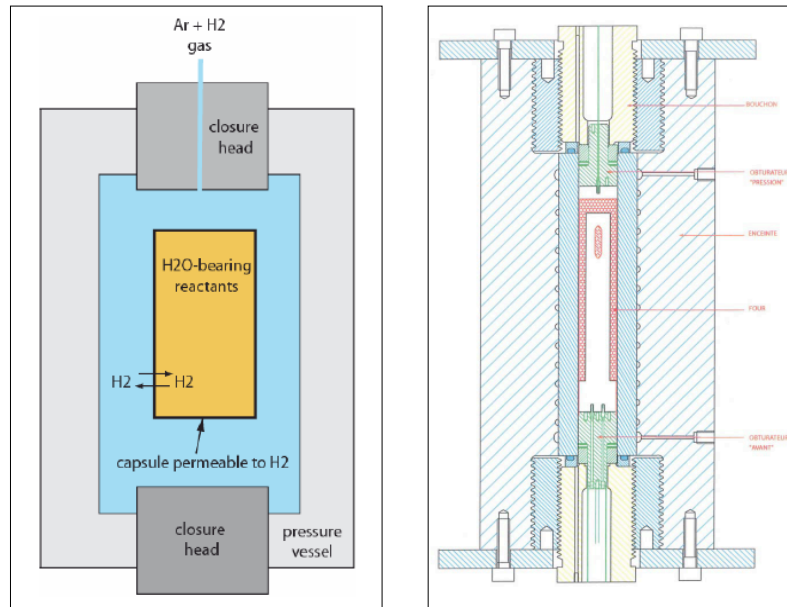 Ar + H2
gas
closure
head
H2O-bearing
reactants
H2
H2
capsule permeable to H2
closure
head
pressure
vessel
BOUCHON
OBTURATEUR
"PRESSION"
ENCEINTE
FOUR
OBTURATEUR
"AVANT"